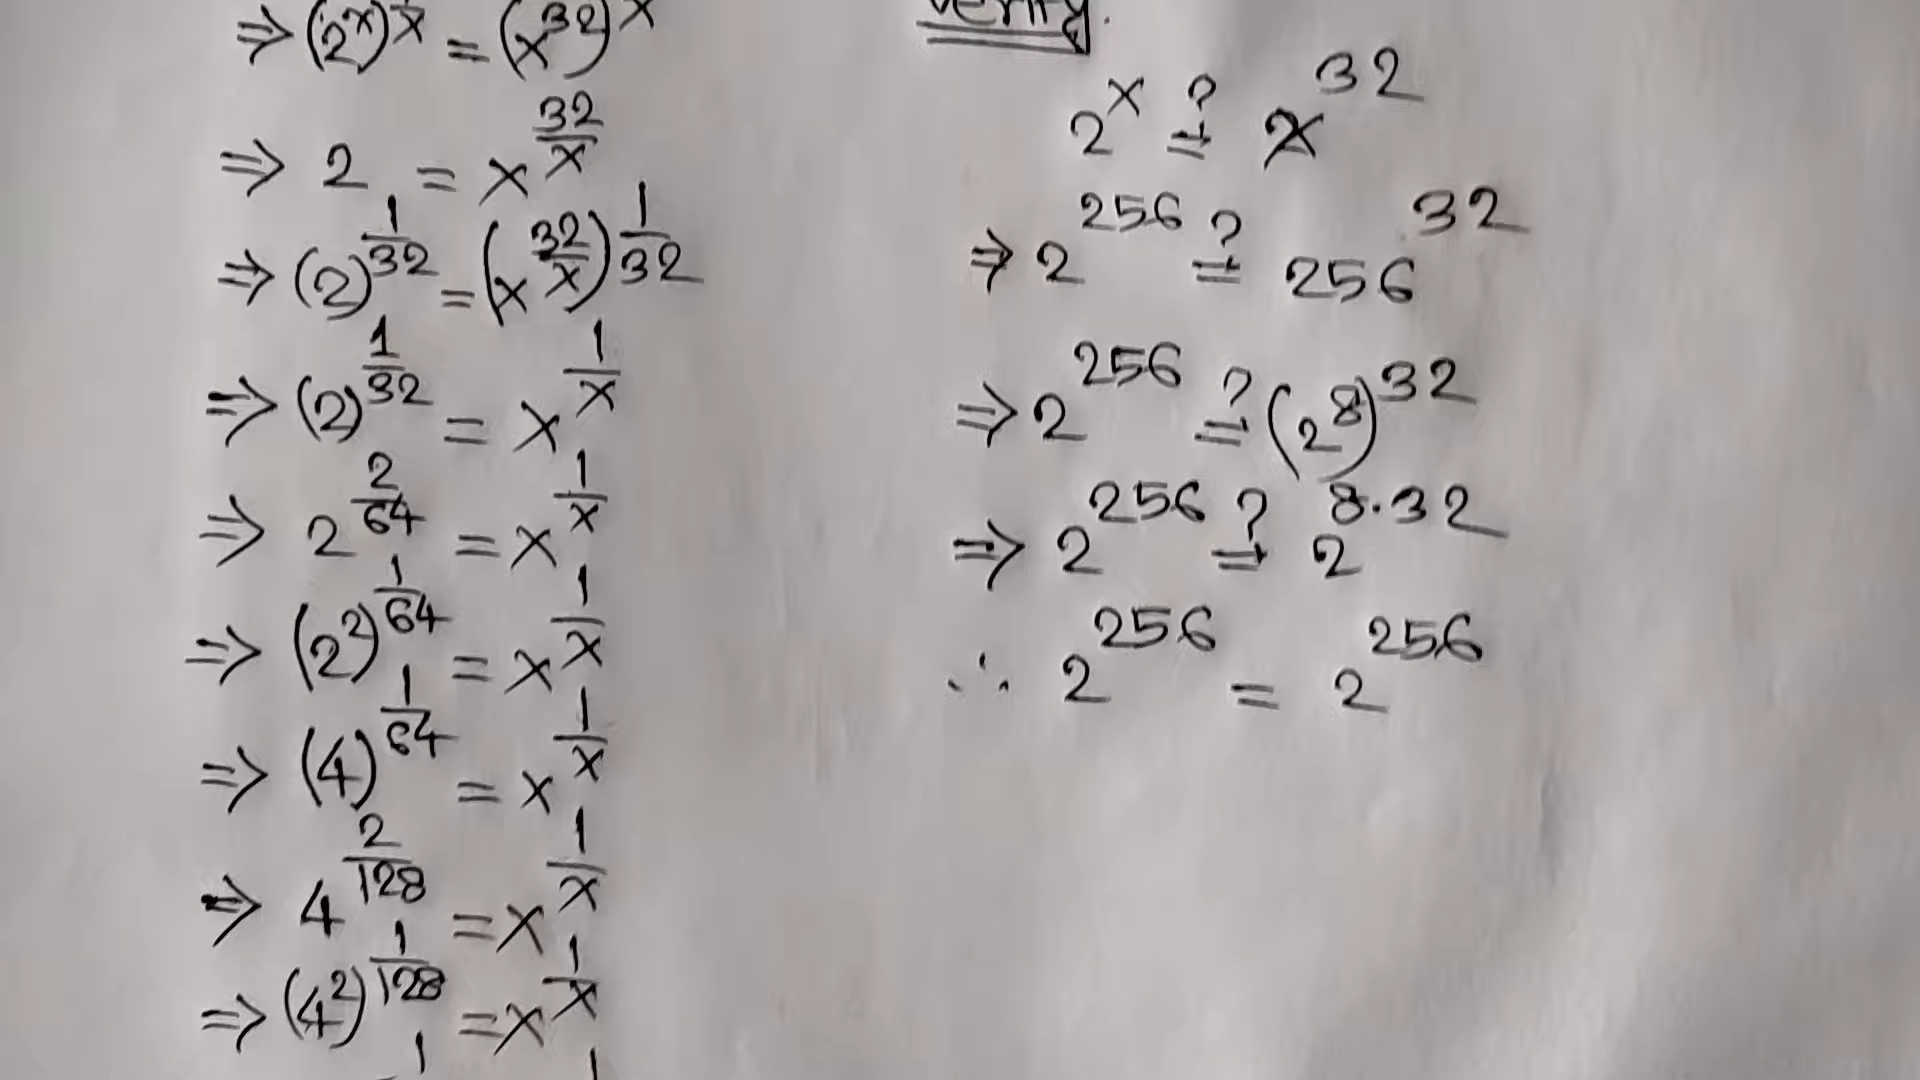 ⇒ (2^x)^{1/x} = (x^{32})^{1/x}
⇒ 2 = x^{32/x}
⇒ (2)^{1/32} = (x^{32/x})^{1/32}
⇒ (2)^{1/32} = x^{1/x}
⇒ 2^{2/64} = x^{1/x}
⇒ (2^2)^{1/64} = x^{1/x}
⇒ (4)^{1/64} = x^{1/x}
⇒ 4^{2/128} = x^{1/x}
⇒ (4^2)^{1/128} = x^{1/x}
verify.
2^x ?= x^{32}
⇒ 2^{256} ?= 256^{32}
⇒ 2^{256} ?= (2^8)^{32}
⇒ 2^{256} ?= 2^{8·32}
∴ 2^{256} = 2^{256}